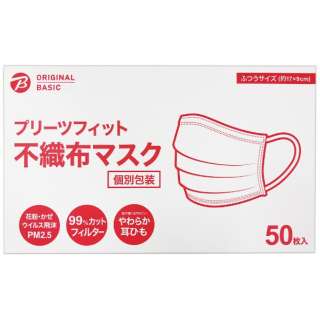 B ORIGINAL
BASIC
ふつうサイズ(約17×9cm)
プリーツフィット
不織布マスク
個別包装
花粉・かぜ
ウイルス飛沫
PM2.5
99%カット
フィルター
やわらか
耳ひも
50枚入